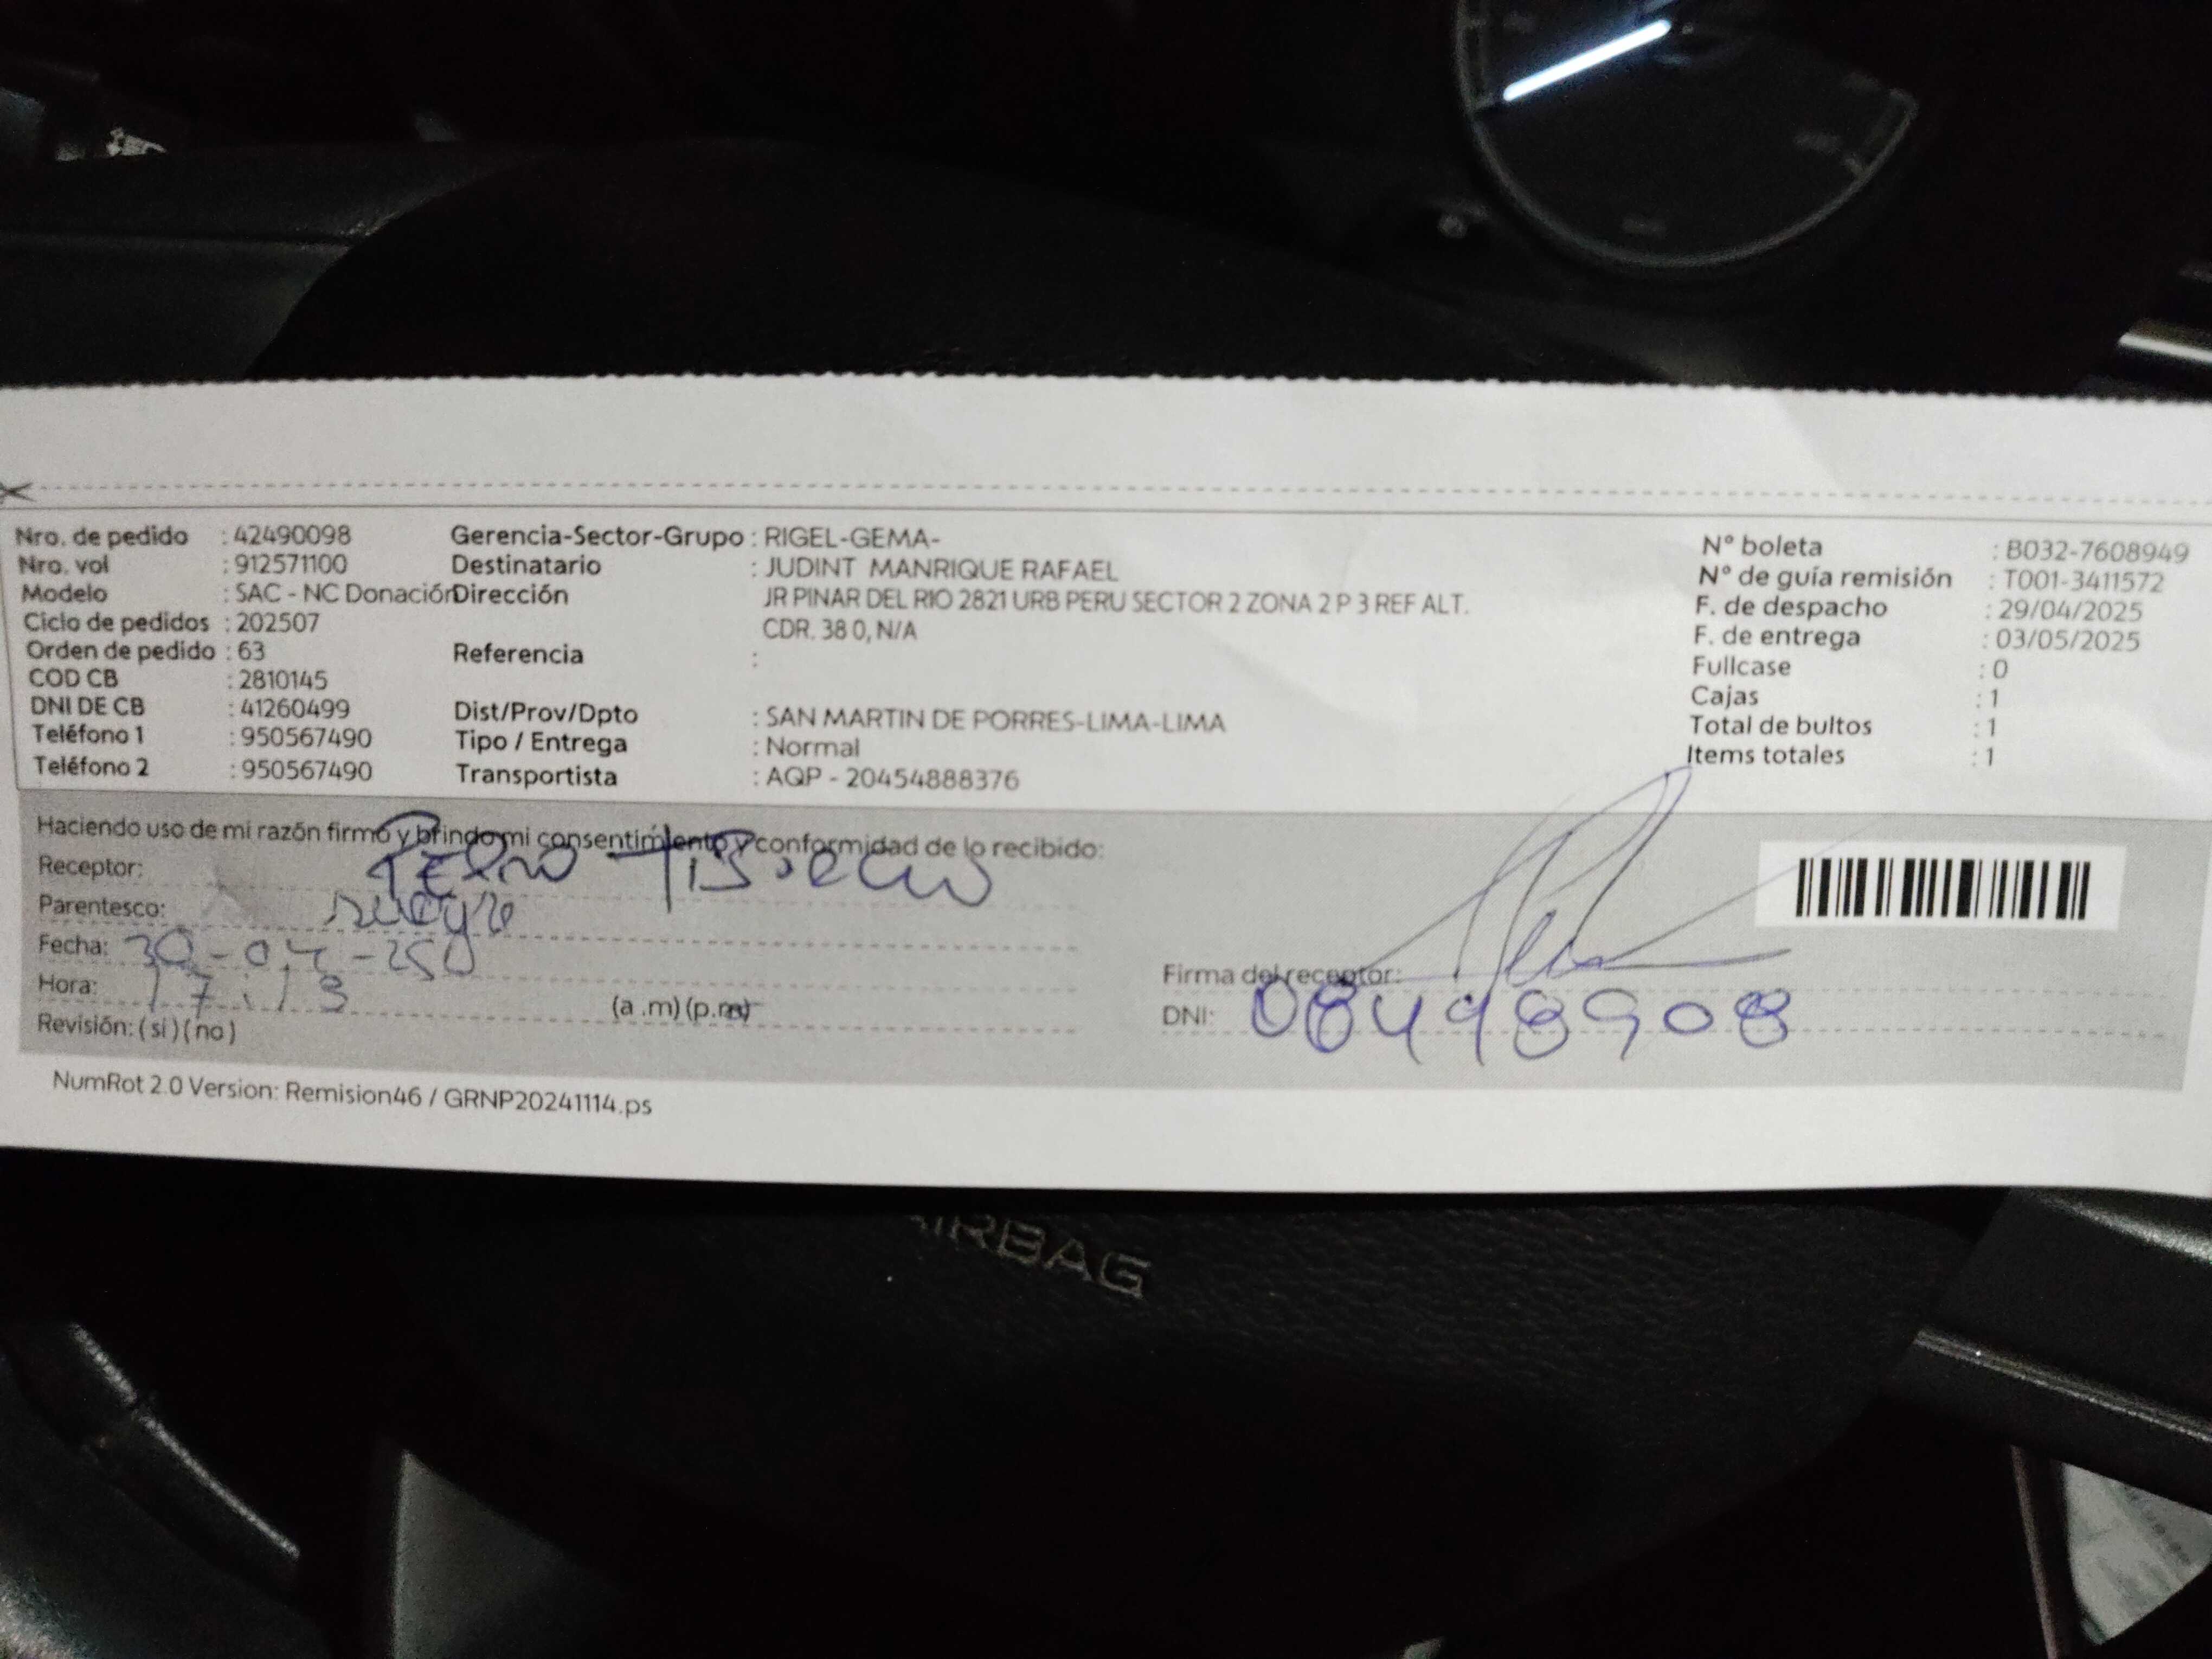 Nro. de pedido : 42490098 Gerencia-Sector-Grupo : RIGEL-GEMA- N° boleta : B032-7608949
Nro. vol : 912571100 Destinatario : JUDINT MANRIQUE RAFAEL N° de guía remisión : T001-3411572
Modelo : SAC - NC Donación Dirección JR PINAR DEL RIO 2821 URB PERU SECTOR 2 ZONA 2 P 3 REF ALT. F. de despacho : 29/04/2025
Ciclo de pedidos : 202507 CDR. 38 0, N/A F. de entrega : 03/05/2025
Orden de pedido : 63 Referencia : Fullcase : 0
COD CB : 2810145 Cajas : 1
DNI DE CB : 41260499 Dist/Prov/Dpto : SAN MARTIN DE PORRES-LIMA-LIMA Total de bultos : 1
Teléfono 1 : 950567490 Tipo / Entrega : Normal Items totales : 1
Teléfono 2 : 950567490 Transportista : AQP - 20454888376
Haciendo uso de mi razón firmo y brindo mi consentimiento y conformidad de lo recibido:
Receptor: Pedro
Parentesco: suegro
Fecha: 30-04-25
Hora: 17:13 (a .m) (p.m)
Revisión: ( si ) ( no )
Firma del receptor:
DNI: 08498908
NumRot 2.0 Version: Remision46 / GRNP20241114.ps
AIRBAG